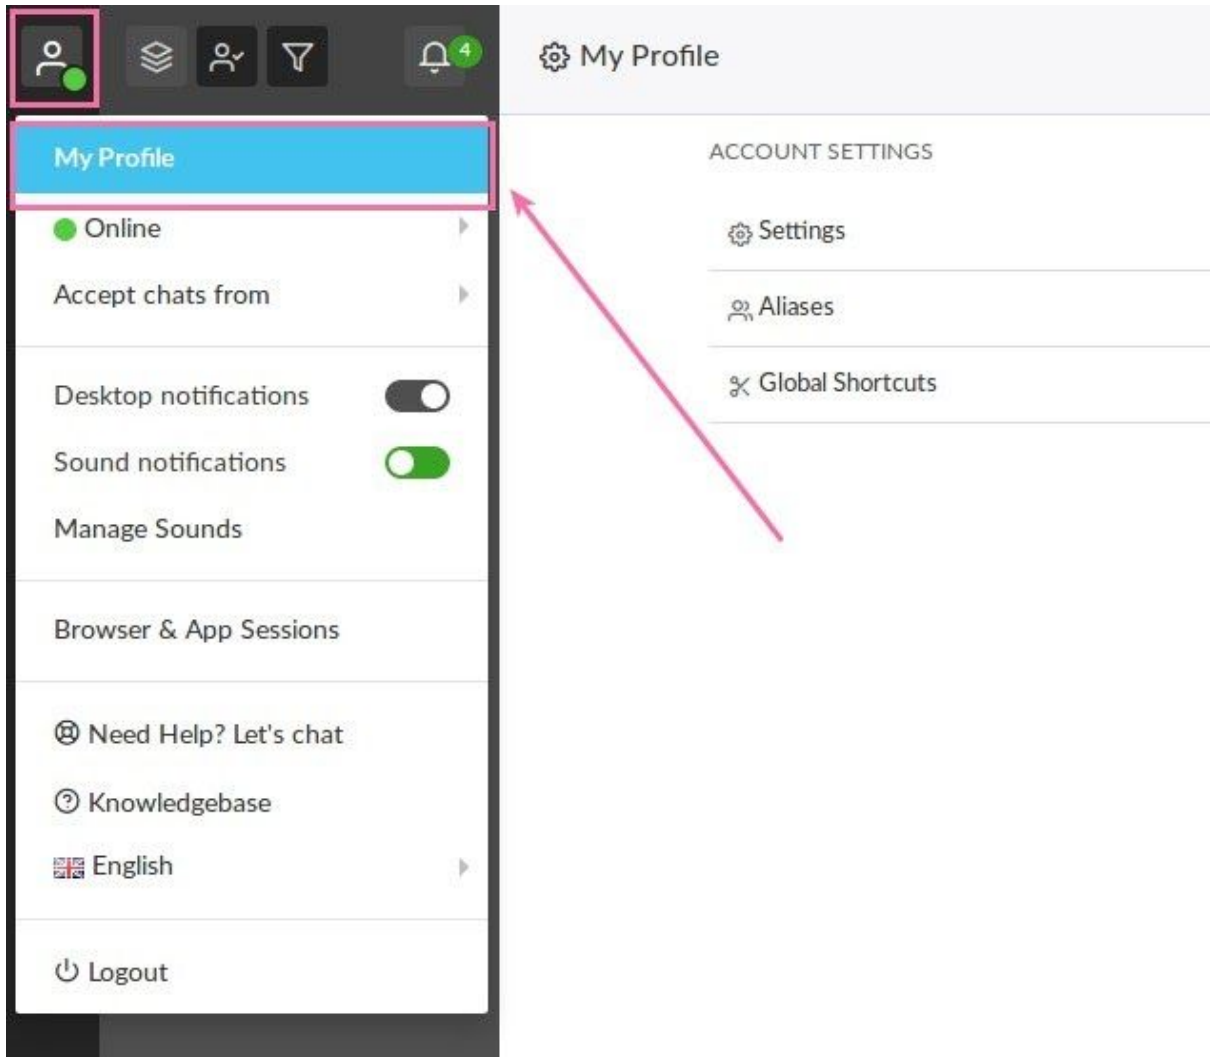 4
My Profile
My Profile
Online
Accept chats from
Desktop notifications
Sound notifications
Manage Sounds
Browser & App Sessions
Need Help? Let's chat
Knowledgebase
English
Logout
ACCOUNT SETTINGS
Settings
Aliases
Global Shortcuts